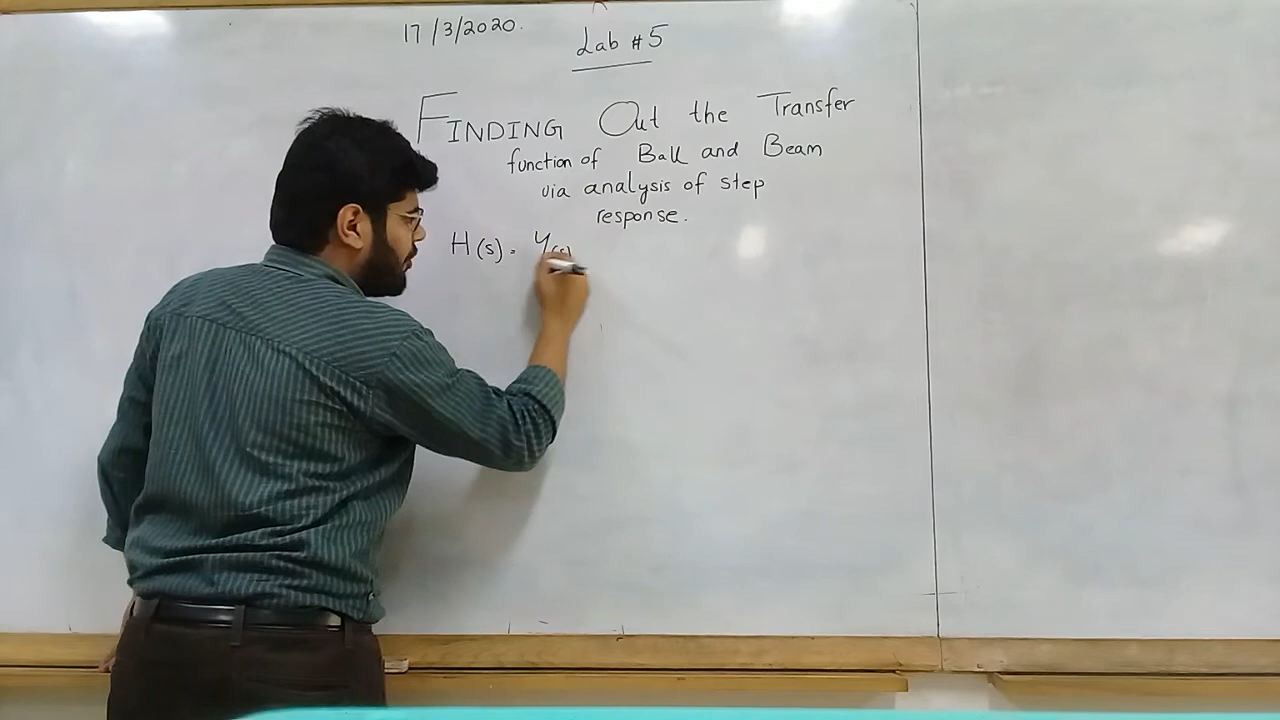 17/3/2020.
Lab #5
FINDING Out the Transfer
function of Ball and Beam
via analysis of step
response.
H(s) = Y(s)